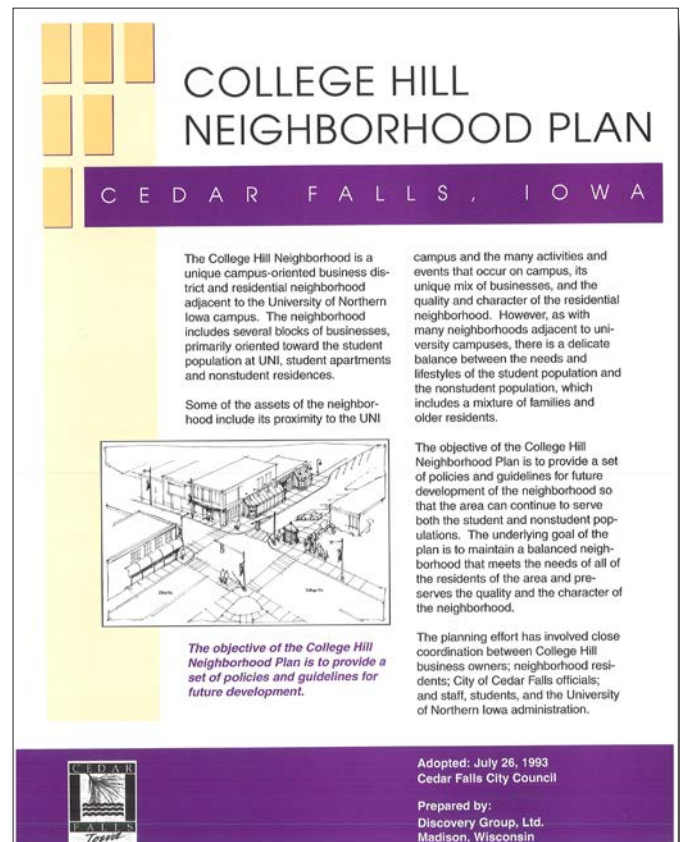 COLLEGE HILL
NEIGHBORHOOD PLAN
CEDAR FALLS, IOWA
The College Hill Neighborhood is a
unique campus-oriented business dis-
trict and residential neighborhood
adjacent to the University of Northern
Iowa campus. The neighborhood
includes several blocks of businesses,
primarily oriented toward the student
population at UNI, student apartments
and nonstudent residences.
Some of the assets of the neighbor-
hood include its proximity to the UNI
campus and the many activities and
events that occur on campus, its
unique mix of businesses, and the
quality and character of the residential
neighborhood. However, as with
many neighborhoods adjacent to uni-
versity campuses, there is a delicate
balance between the needs and
lifestyles of the student population and
the nonstudent population, which
includes a mixture of families and
older residents.
The objective of the College Hill
Neighborhood Plan is to provide a set
of policies and guidelines for future
development of the neighborhood so
that the area can continue to serve
both the student and nonstudent pop-
ulations. The underlying goal of the
plan is to maintain a balanced neigh-
borhood that meets the needs of all of
the residents of the area and pre-
serves the quality and the character of
the neighborhood.
The planning effort has involved close
coordination between College Hill
business owners; neighborhood resi-
dents; City of Cedar Falls officials;
and staff, students, and the University
of Northern Iowa administration.
The objective of the College Hill
Neighborhood Plan is to provide a
set of policies and guidelines for
future development.
CEDAR
FALLS
Adopted: July 26, 1993
Cedar Falls City Council
Prepared by:
Discovery Group, Ltd.
Madison, Wisconsin